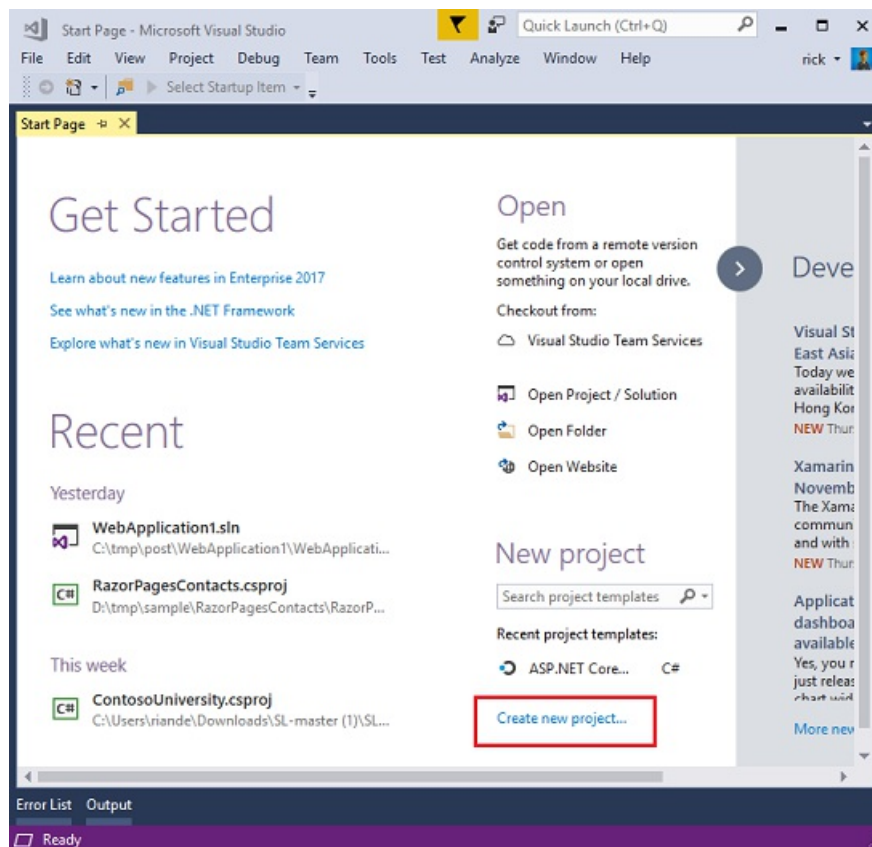 Start Page - Microsoft Visual Studio
Quick Launch (Ctrl+Q)
File Edit View Project Debug Team Tools Test Analyze Window Help
rick
Select Startup Item
Start Page
Get Started
Learn about new features in Enterprise 2017
See what's new in the .NET Framework
Explore what's new in Visual Studio Team Services
Recent
Yesterday
WebApplication1.sln
C:\tmp\post\WebApplication1\WebApplicati...
C#
RazorPagesContacts.csproj
D:\tmp\sample\RazorPagesContacts\RazorP...
This week
C#
ContosoUniversity.csproj
C:\Users\riande\Downloads\SL-master (1)\SL...
Open
Get code from a remote version
control system or open
something on your local drive.
Checkout from:
Visual Studio Team Services
Open Project / Solution
Open Folder
Open Website
New project
Search project templates
Recent project templates:
ASP.NET Core... C#
Create new project...
Deve
Visual St
East Asia
Today we
availabilit
Hong Kon
NEW Thur
Xamarin
Novemb
The Xama
commun
and with
NEW Thur
Applicat
dashboa
available
Yes, you r
just releas
chart wid
More new
Error List Output
Ready